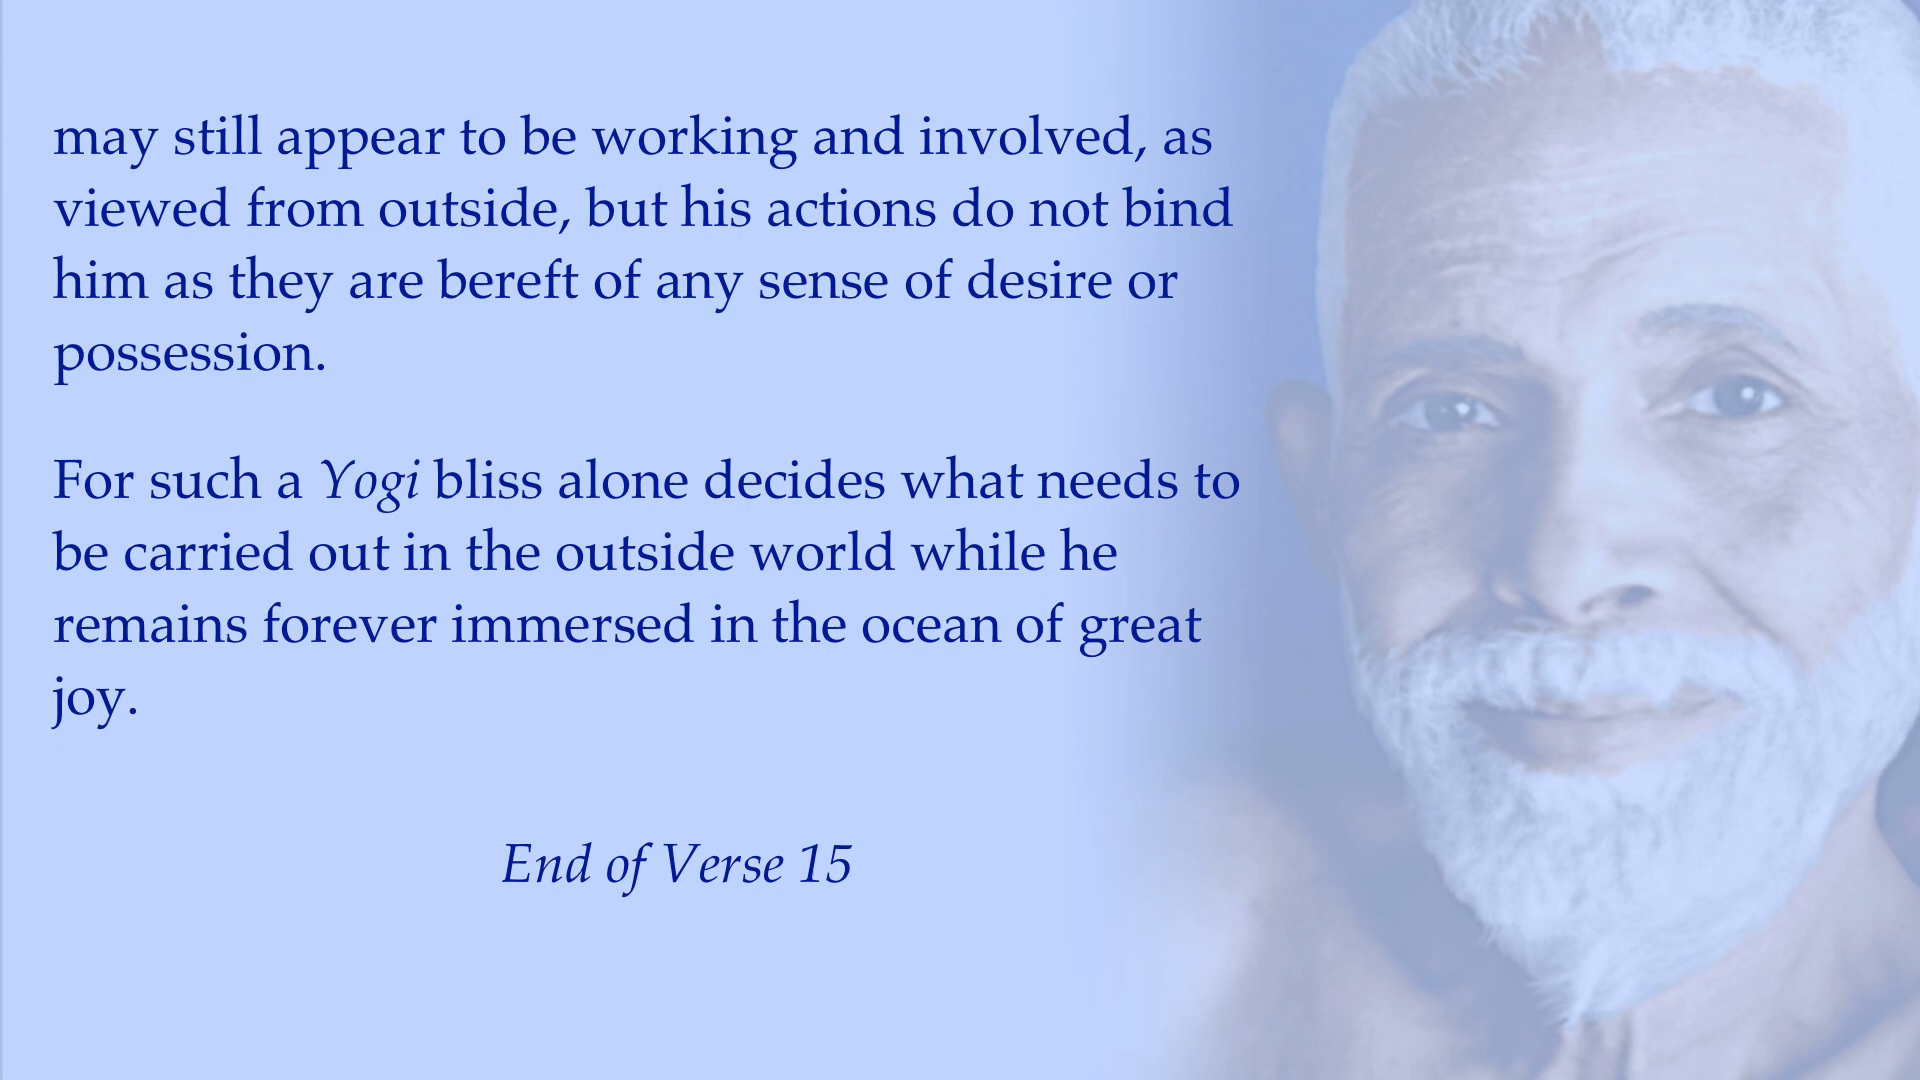 may still appear to be working and involved, as
viewed from outside, but his actions do not bind
him as they are bereft of any sense of desire or
possession.
For such a Yogi bliss alone decides what needs to
be carried out in the outside world while he
remains forever immersed in the ocean of great
joy.
End of Verse 15